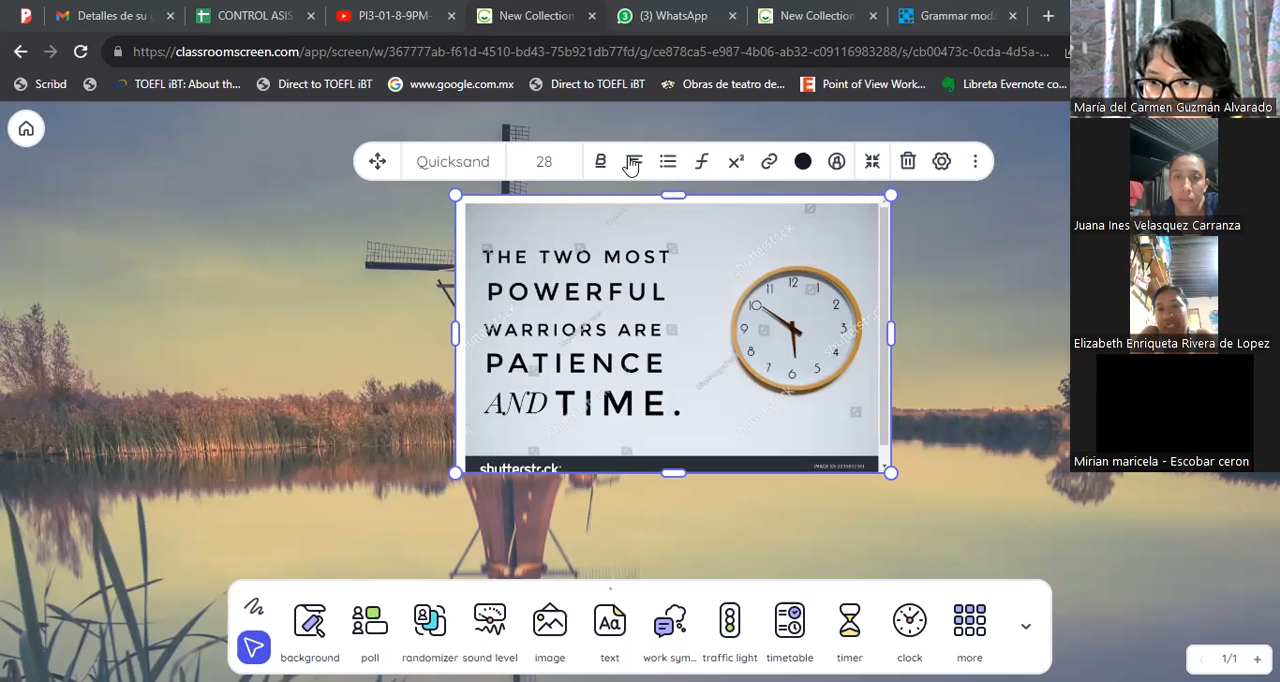 Detalles de su g
CONTROL ASIS
PI3-01-8-9PM-
New Collection
(3) WhatsApp
New Collection
Grammar mod
https://classroomscreen.com/app/screen/w/367777ab-f61d-4510-bd43-75b921db77fd/g/ce878ca5-e987-4b06-ab32-c09116983288/s/cb00473c-0cda-4d5a-...
Scribd
TOEFL iBT: About th...
Direct to TOEFL iBT
www.google.com.mx
Direct to TOEFL iBT
Obras de teatro de...
Point of View Work...
Libreta Evernote co...
María del Carmen Guzmán Alvarado
Juana Ines Velasquez Carranza
Elizabeth Enriqueta Rivera de Lopez
Mirian maricela - Escobar ceron
Quicksand
28
THE TWO MOST
POWERFUL
WARRIORS ARE
PATIENCE
AND TIME.
12
1
2
3
4
5
6
7
8
9
10
11
shutterstock
background
poll
randomizer
sound level
image
text
work sym...
traffic light
timetable
timer
clock
more
1/1